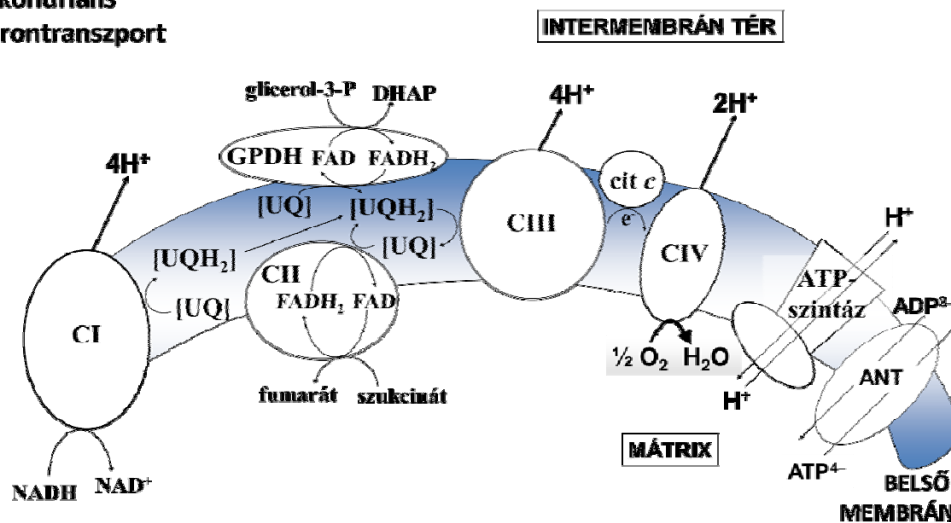 rontranszport
INTERMEMBRÁN TÉR
glicerol-3-P DHAP
4H⁺
2H⁺
4H⁺
GPDH FAD FADH₂
cit c
e⁻
[UQ] [UQH₂]
[UQ]
CIII
H⁺
[UQH₂]
CII
CIV
[UQ]
FADH₂ FAD
ATP-
szintáz
ADP³⁻
CI
½ O₂ H₂O
ANT
fumarát szukcinát
H⁺
MÁTRIX
ATP⁴⁻
NADH NAD⁺
BELSŐ
MEMBRÁN